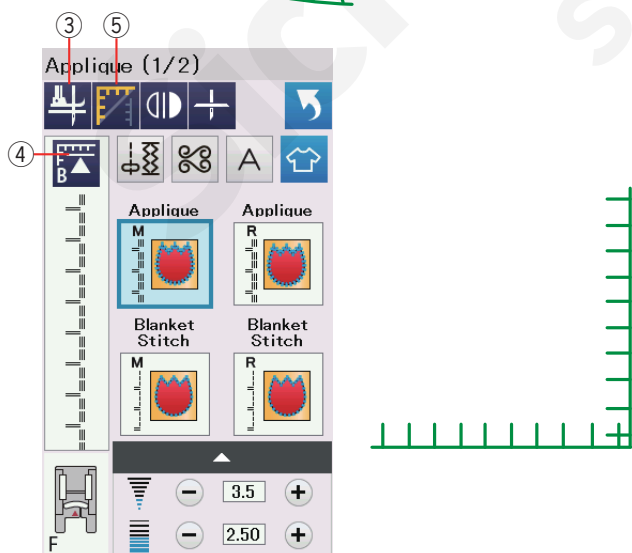 ③ ⑤
Applique (1/2)
④
F
B
A
Applique Applique
M R
Blanket Blanket
Stitch Stitch
M R
3.5
2.50
F